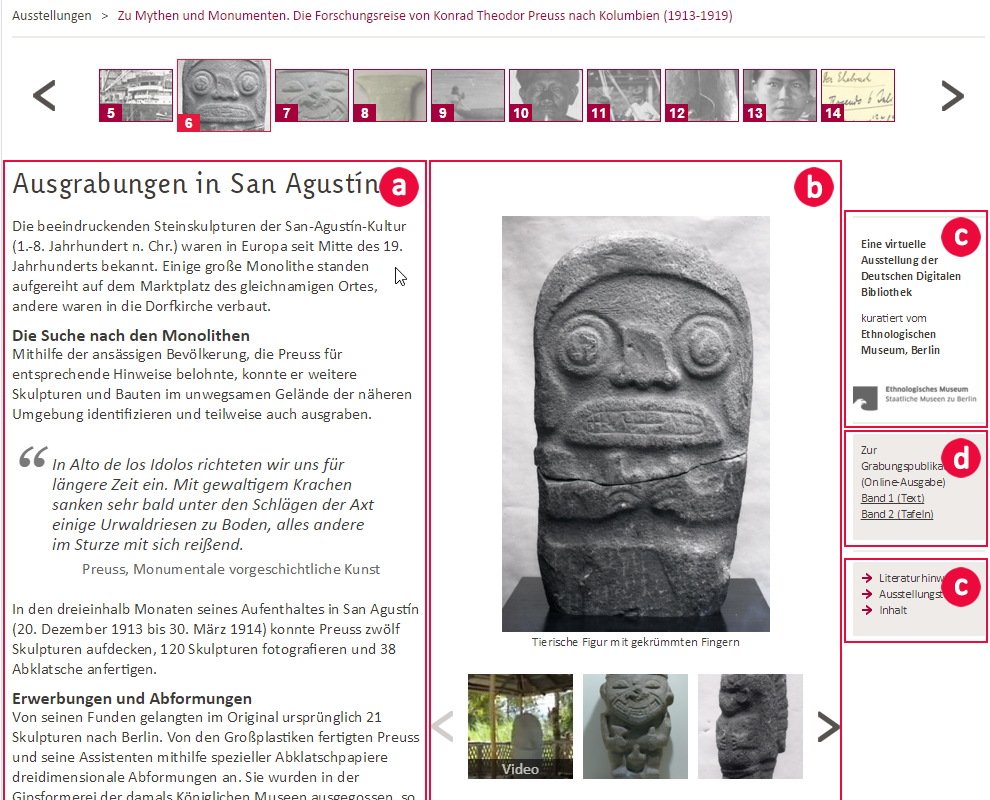 Ausstellungen > Zu Mythen und Monumenten. Die Forschungsreise von Konrad Theodor Preuss nach Kolumbien (1913-1919)
5 6 7 8 9 10 11 12 13 14
Ausgrabungen in San Agustín
a
Die beeindruckenden Steinskulpturen der San-Agustín-Kultur
(1.-8. Jahrhundert n. Chr.) waren in Europa seit Mitte des 19.
Jahrhunderts bekannt. Einige große Monolithe standen
aufgereiht auf dem Marktplatz des gleichnamigen Ortes,
andere waren in die Dorfkirche verbaut.
Die Suche nach den Monolithen
Mithilfe der ansässigen Bevölkerung, die Preuss für
entsprechende Hinweise belohnte, konnte er weitere
Skulpturen und Bauten im unwegsamen Gelände der näheren
Umgebung identifizieren und teilweise auch ausgraben.
“ In Alto de los Idolos richteten wir uns für
längere Zeit ein. Mit gewaltigem Krachen
sanken sehr bald unter den Schlägen der Axt
einige Urwaldriesen zu Boden, alles andere
im Sturze mit sich reißend.
Preuss, Monumentale vorgeschichtliche Kunst
In den dreieinhalb Monaten seines Aufenthaltes in San Agustín
(20. Dezember 1913 bis 30. März 1914) konnte Preuss zwölf
Skulpturen aufdecken, 120 Skulpturen fotografieren und 38
Abklatsche anfertigen.
Erwerbungen und Abformungen
Von seinen Funden gelangten im Original ursprünglich 21
Skulpturen nach Berlin. Von den Großplastiken fertigten Preuss
und seine Assistenten mithilfe spezieller Abklatschpapiere
dreidimensionale Abformungen an. Sie wurden in der
Gipsformerei der damals Königlichen Museen ausgegossen, so
b
Tierische Figur mit gekrümmten Fingern
Video
c
Eine virtuelle
Ausstellung der
Deutschen Digitalen
Bibliothek
kuratiert vom
Ethnologischen
Museum, Berlin
Ethnologisches Museum
Staatliche Museen zu Berlin
d
Zur
Grabungspublika
(Online-Ausgabe)
Band 1 (Text)
Band 2 (Tafeln)
c
Literaturhinw
Ausstellungst
Inhalt